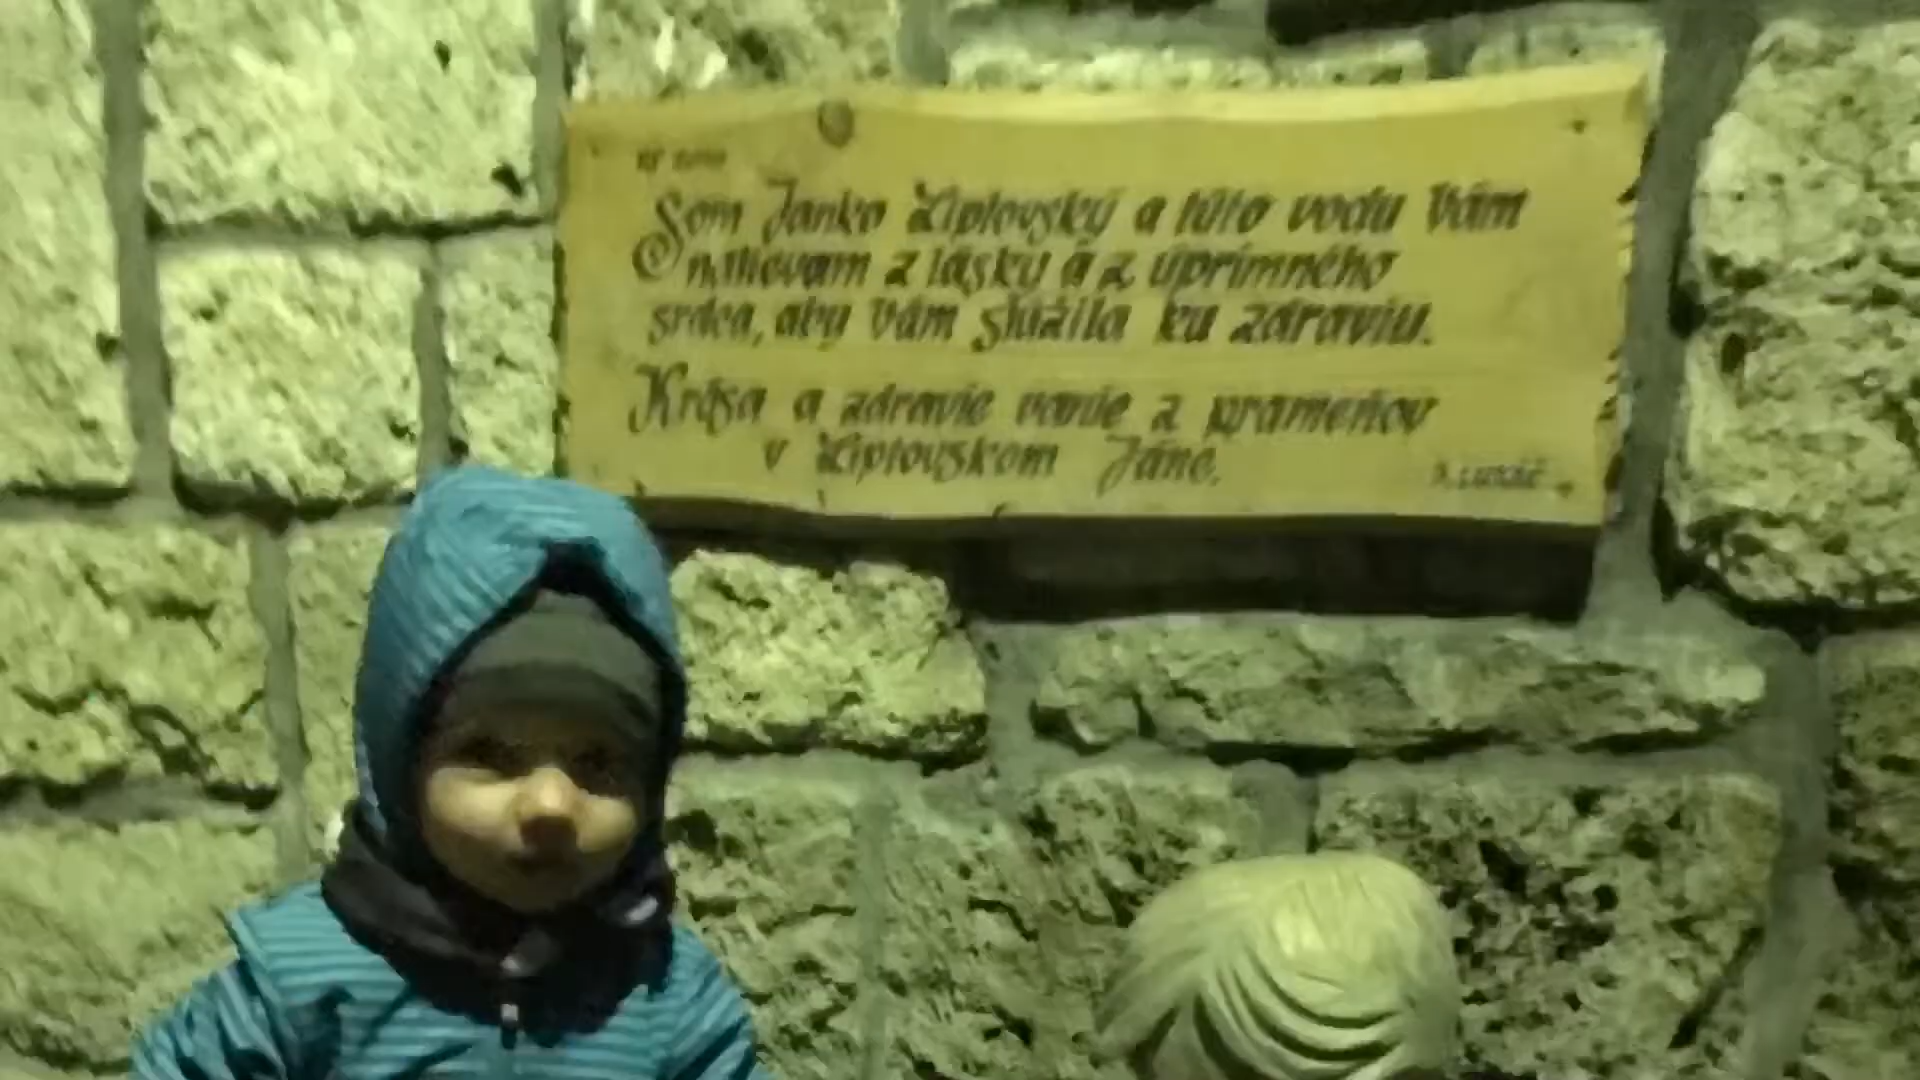 Som Janko Liptovský a túto vodu Vám
nalievam z lásky a z úprimného
srdca, aby Vám slúžila ku zdraviu.
Krása a zdravie vanie z prameňov
v Liptovskom Jáne.